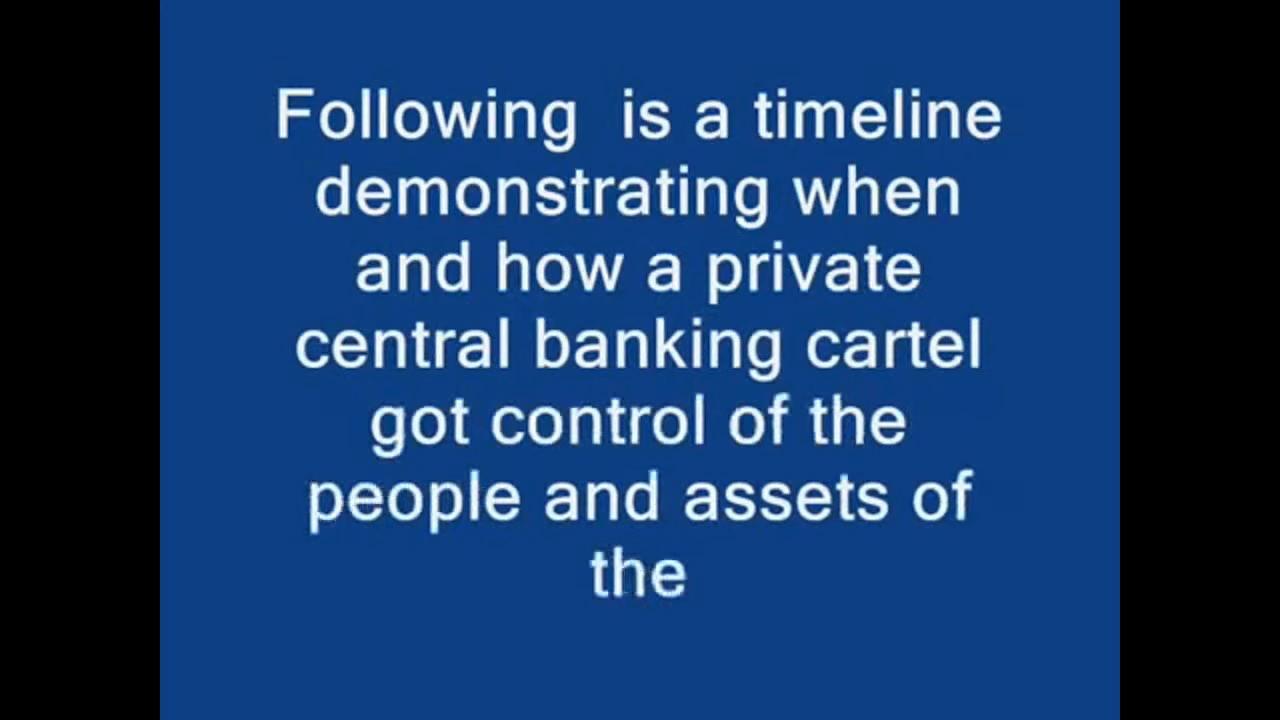 Following  is a timeline
demonstrating when
and how a private
central banking cartel
got control of the
people and assets of
the